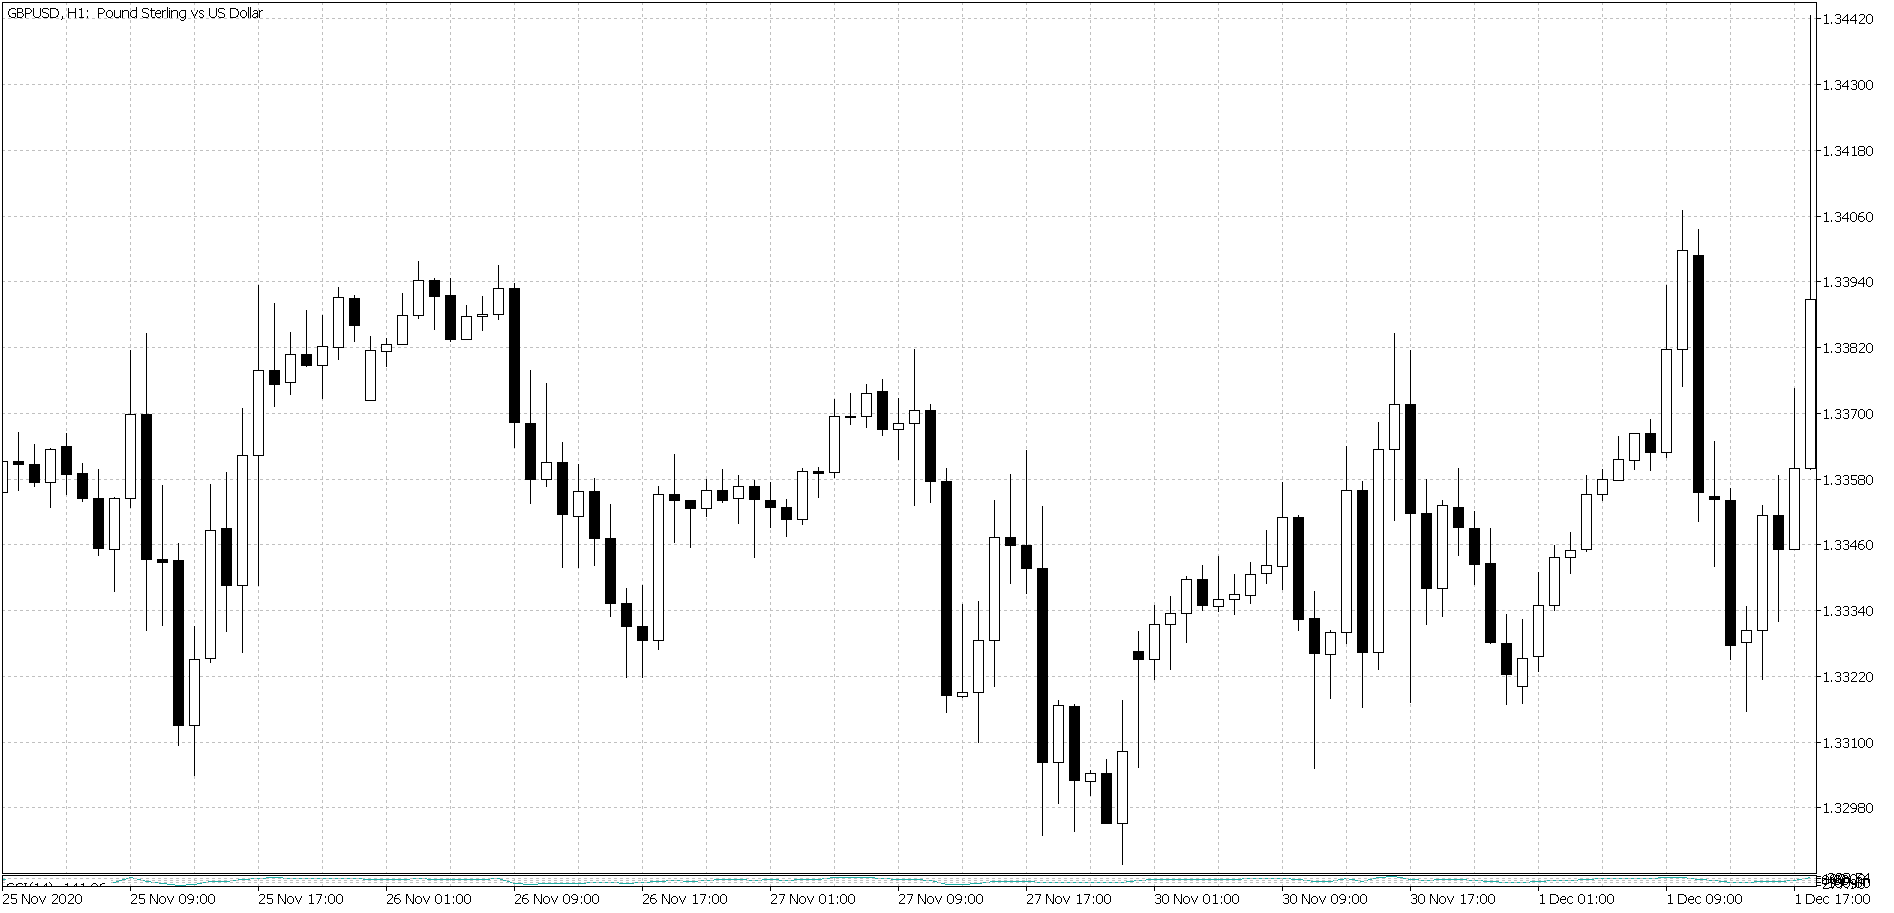 GBPUSD, H1: Pound Sterling vs US Dollar
1.34420
1.34300
1.34180
1.34060
1.33940
1.33820
1.33700
1.33580
1.33460
1.33340
1.33220
1.33100
1.32980
25 Nov 2020
25 Nov 09:00
25 Nov 17:00
26 Nov 01:00
26 Nov 09:00
26 Nov 17:00
27 Nov 01:00
27 Nov 09:00
27 Nov 17:00
30 Nov 01:00
30 Nov 09:00
30 Nov 17:00
1 Dec 01:00
1 Dec 09:00
1 Dec 17:00